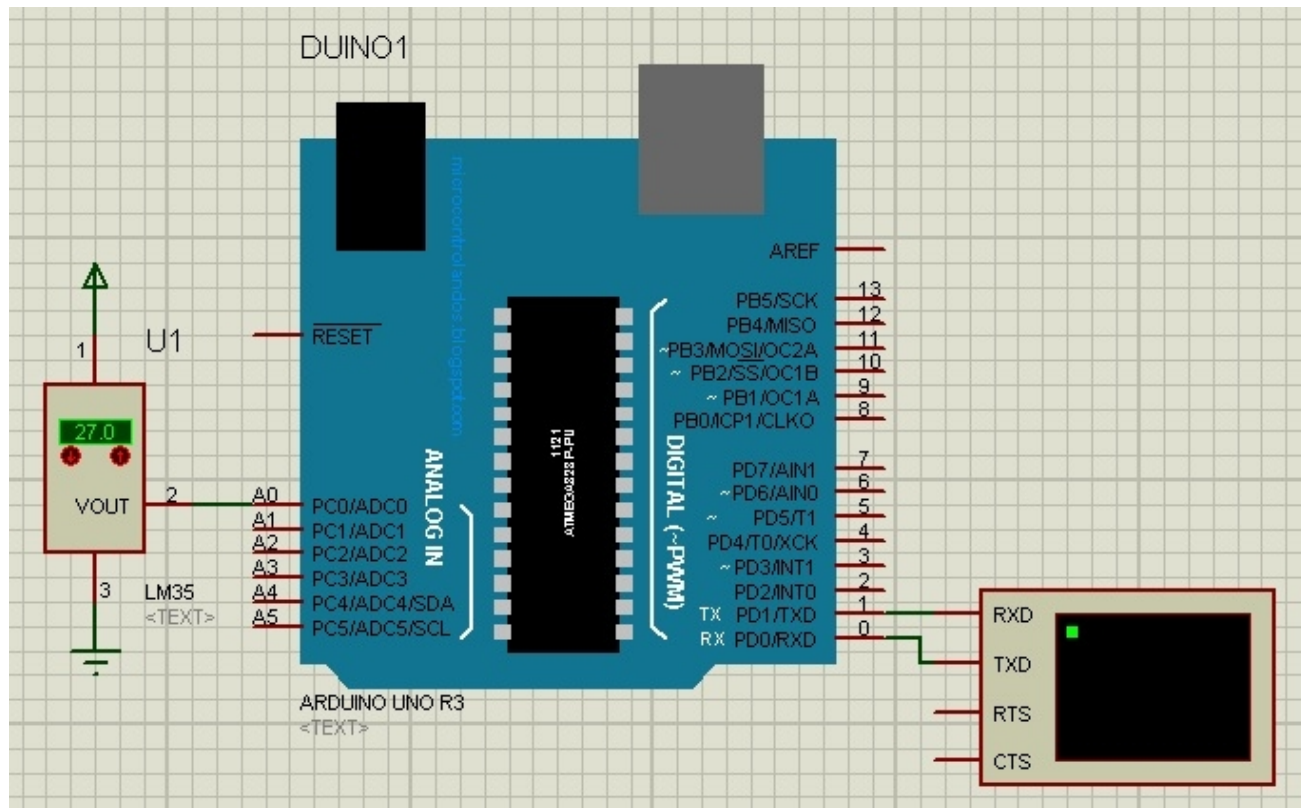 DUINO1
microcontrolandos.blogspot.com
AREF
13
PB5/SCK
12
PB4/MISO
11
~PB3/MOSI/OC2A
10
~ PB2/SS/OC1B
9
~ PB1/OC1A
8
PB0/ICP1/CLKO
RESET
1
U1
27.0
VOUT
2
3
LM35
<TEXT>
1121
ATMEGA328P-PU
ANALOG IN
DIGITAL (~PWM)
A0
PC0/ADC0
A1
PC1/ADC1
A2
PC2/ADC2
A3
PC3/ADC3
A4
PC4/ADC4/SDA
A5
PC5/ADC5/SCL
7
PD7/AIN1
6
~PD6/AIN0
5
~ PD5/T1
4
PD4/T0/XCK
3
~PD3/INT1
2
PD2/INT0
1
TX PD1/TXD
0
RX PD0/RXD
ARDUINO UNO R3
<TEXT>
RXD
TXD
RTS
CTS